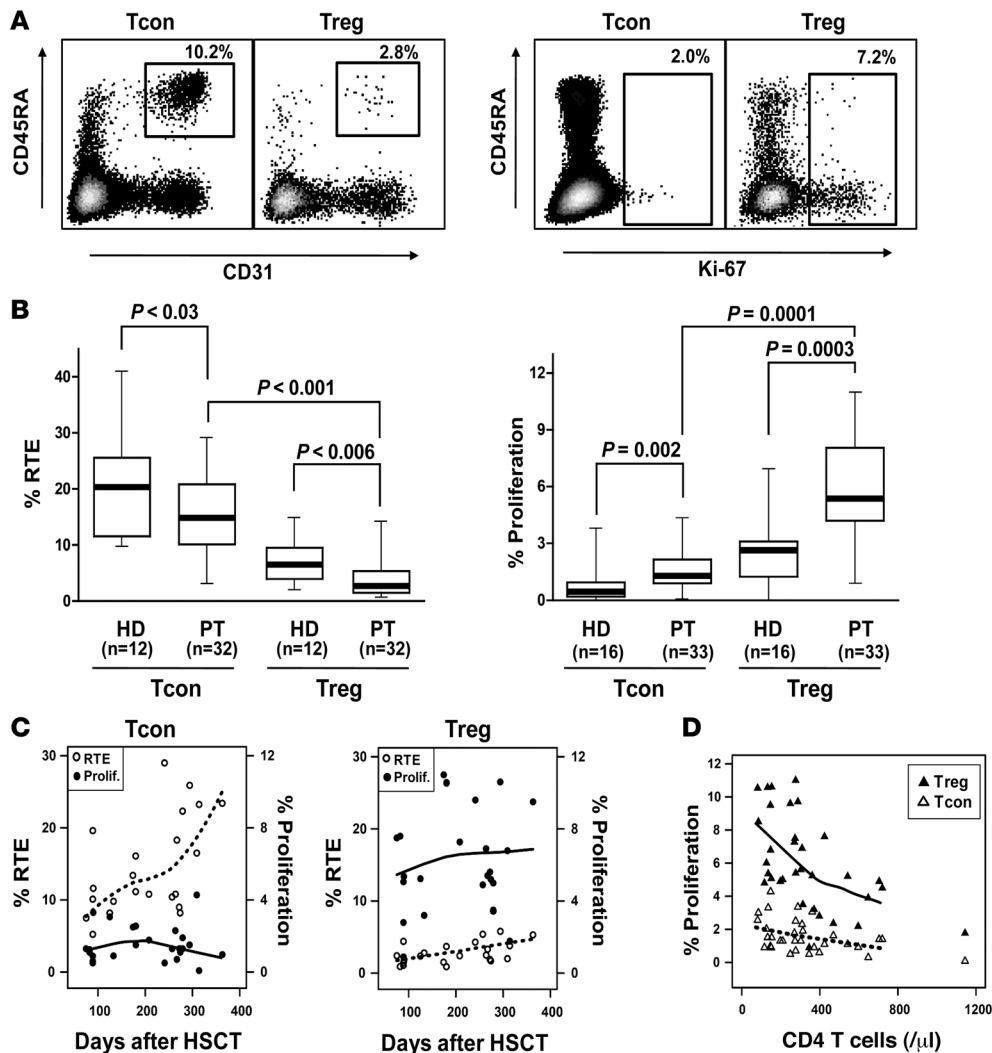 A
Tcon Treg
10.2% 2.8%
CD45RA
CD31
Tcon Treg
2.0% 7.2%
CD45RA
Ki-67
B
P < 0.03
P < 0.001
P < 0.006
% RTE
40
30
20
10
0
HD PT HD PT
(n=12) (n=32) (n=12) (n=32)
Tcon Treg
P = 0.0001
P = 0.0003
P = 0.002
% Proliferation
12
9
6
3
0
HD PT HD PT
(n=16) (n=33) (n=16) (n=33)
Tcon Treg
C
Tcon
RTE
Prolif.
% RTE
30
20
10
0
% Proliferation
12
8
4
0
100 200 300 400
Days after HSCT
Treg
RTE
Prolif.
% RTE
30
20
10
0
% Proliferation
12
8
4
0
100 200 300 400
Days after HSCT
D
Treg
Tcon
% Proliferation
12
10
8
6
4
2
0
0 400 800 1200
CD4 T cells (/μl)